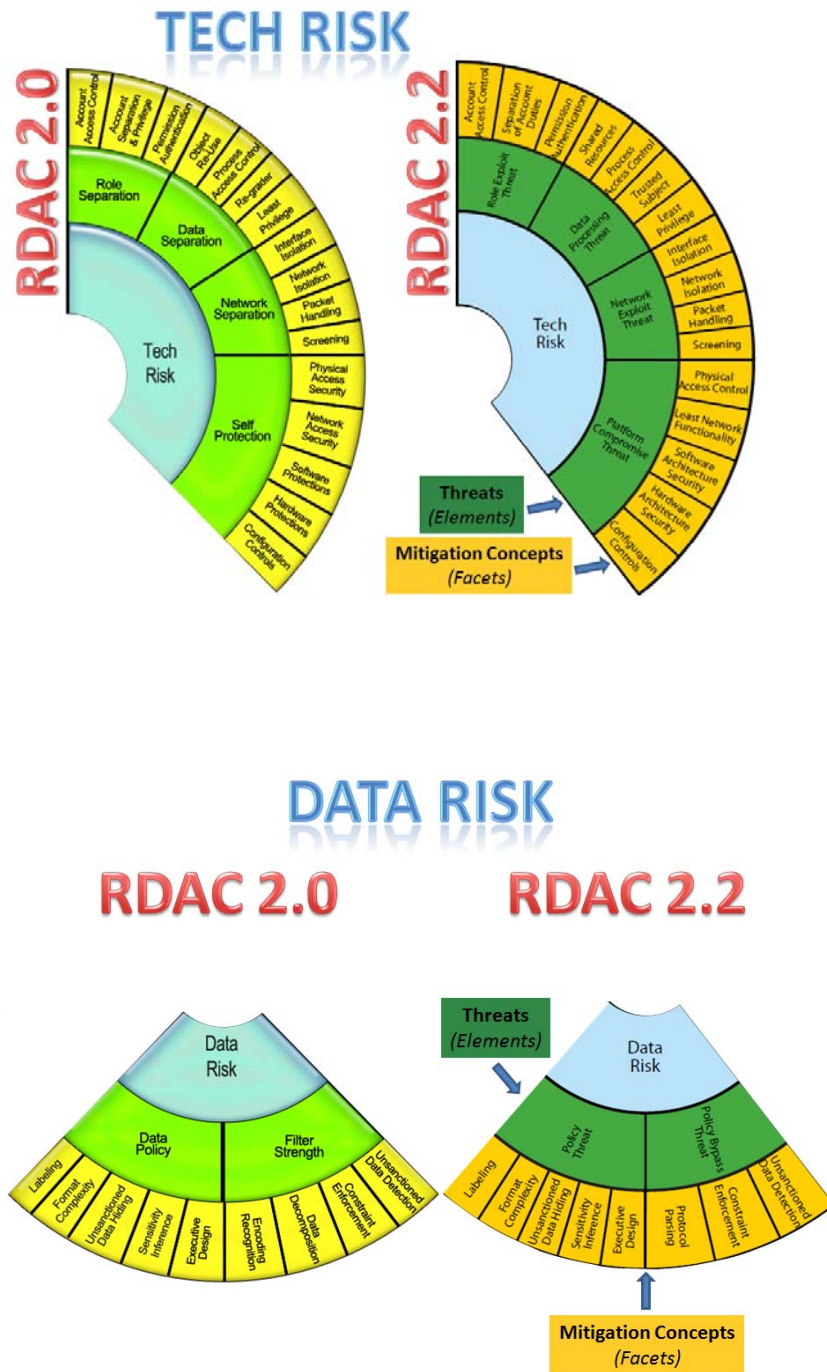 TECH RISK
RDAC 2.0
Account
Access Control
Account
Separation
& Privilege
Permission
Authentication
Object
Re-Use
Process
Access Control
Re-grader
Least
Privilege
Interface
Isolation
Network
Isolation
Packet
Handling
Screening
Physical
Access
Security
Network
Access
Security
Software
Protections
Hardware
Protections
Configuration
Controls
Role
Separation
Data
Separation
Network
Separation
Self
Protection
Tech
Risk
RDAC 2.2
Account
Access Control
Separation
of Account
Duties
Permission
Authentication
Shared
Resources
Process
Access Control
Trusted
Subject
Least
Privilege
Interface
Isolation
Network
Isolation
Packet
Handling
Screening
Physical
Access Control
Least Network
Functionality
Software
Architecture
Security
Hardware
Architecture
Security
Configuration
Controls
Role Exploit
Threat
Data
Processing
Threat
Network
Exploit
Threat
Platform
Compromise
Threat
Tech
Risk
Threats
(Elements)
Mitigation Concepts
(Facets)
DATA RISK
RDAC 2.0
Data
Risk
Data
Policy
Filter
Strength
Labeling
Format
Complexity
Unsanctioned
Data Hiding
Sensitivity
Inference
Executive
Design
Encoding
Recognition
Data
Decomposition
Constraint
Enforcement
Unsanctioned
Data Detection
RDAC 2.2
Threats
(Elements)
Data
Risk
Policy
Threat
Policy Bypass
Threat
Labeling
Format
Complexity
Unsanctioned
Data Hiding
Sensitivity
Inference
Executive
Design
Protocol
Parsing
Constraint
Enforcement
Unsanctioned
Data Detection
Mitigation Concepts
(Facets)